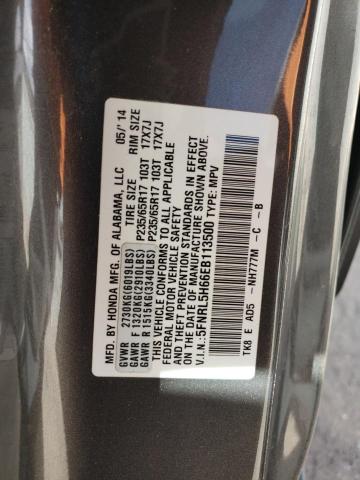 MFG. BY HONDA MFG. OF ALABAMA, LLC 05/'14
TIRE SIZE RIM SIZE
GVWR 2730KG(6019LBS)
GAWR F 1320KG(2910LBS) P235/65R17 103T 17X7J
GAWR R 1515KG(3340LBS) P235/65R17 103T 17X7J
THIS VEHICLE CONFORMS TO ALL APPLICABLE
FEDERAL MOTOR VEHICLE SAFETY
AND THEFT PREVENTION STANDARDS IN EFFECT
ON THE DATE OF MANUFACTURE SHOWN ABOVE.
V.I.N.: 5FNRL5H66EB113500 TYPE: MPV
TK8 E AD5 -NH777M -C -B